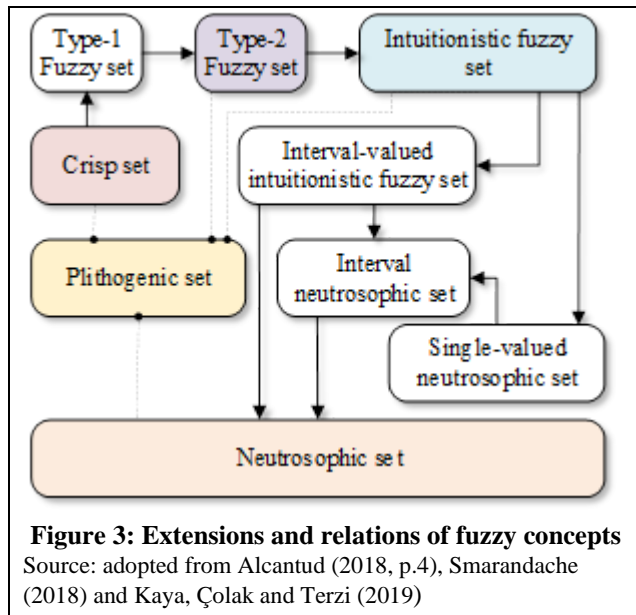 Type-1
Fuzzy set
Type-2
Fuzzy set
Intuitionistic fuzzy
set
Crisp set
Interval-valued
intuitionistic fuzzy set
Plithogenic set
Interval
neutrosophic set
Single-valued
neutrosophic set
Neutrosophic set
Figure 3: Extensions and relations of fuzzy concepts
Source: adopted from Alcantud (2018, p.4), Smarandache
(2018) and Kaya, Çolak and Terzi (2019)